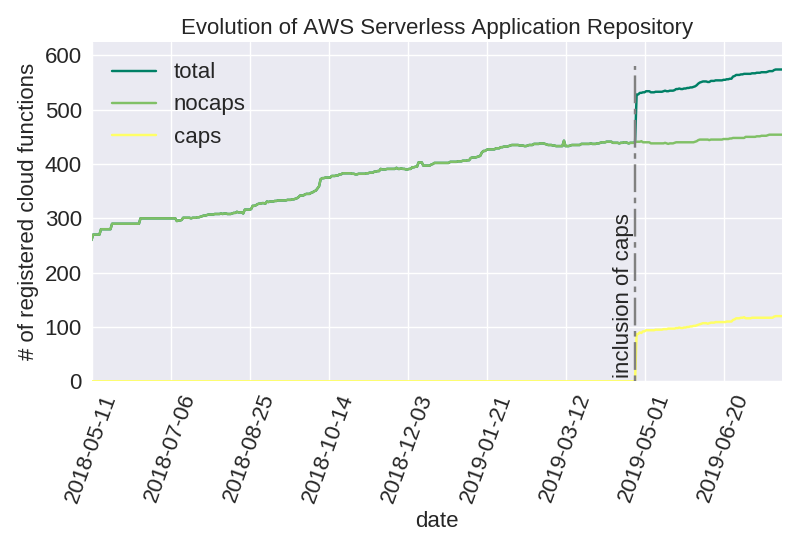 Evolution of AWS Serverless Application Repository
# of registered cloud functions
600
500
400
300
200
100
0
total
nocaps
caps
inclusion of caps
2018-05-11
2018-07-06
2018-08-25
2018-10-14
2018-12-03
2019-01-21
2019-03-12
2019-05-01
2019-06-20
date